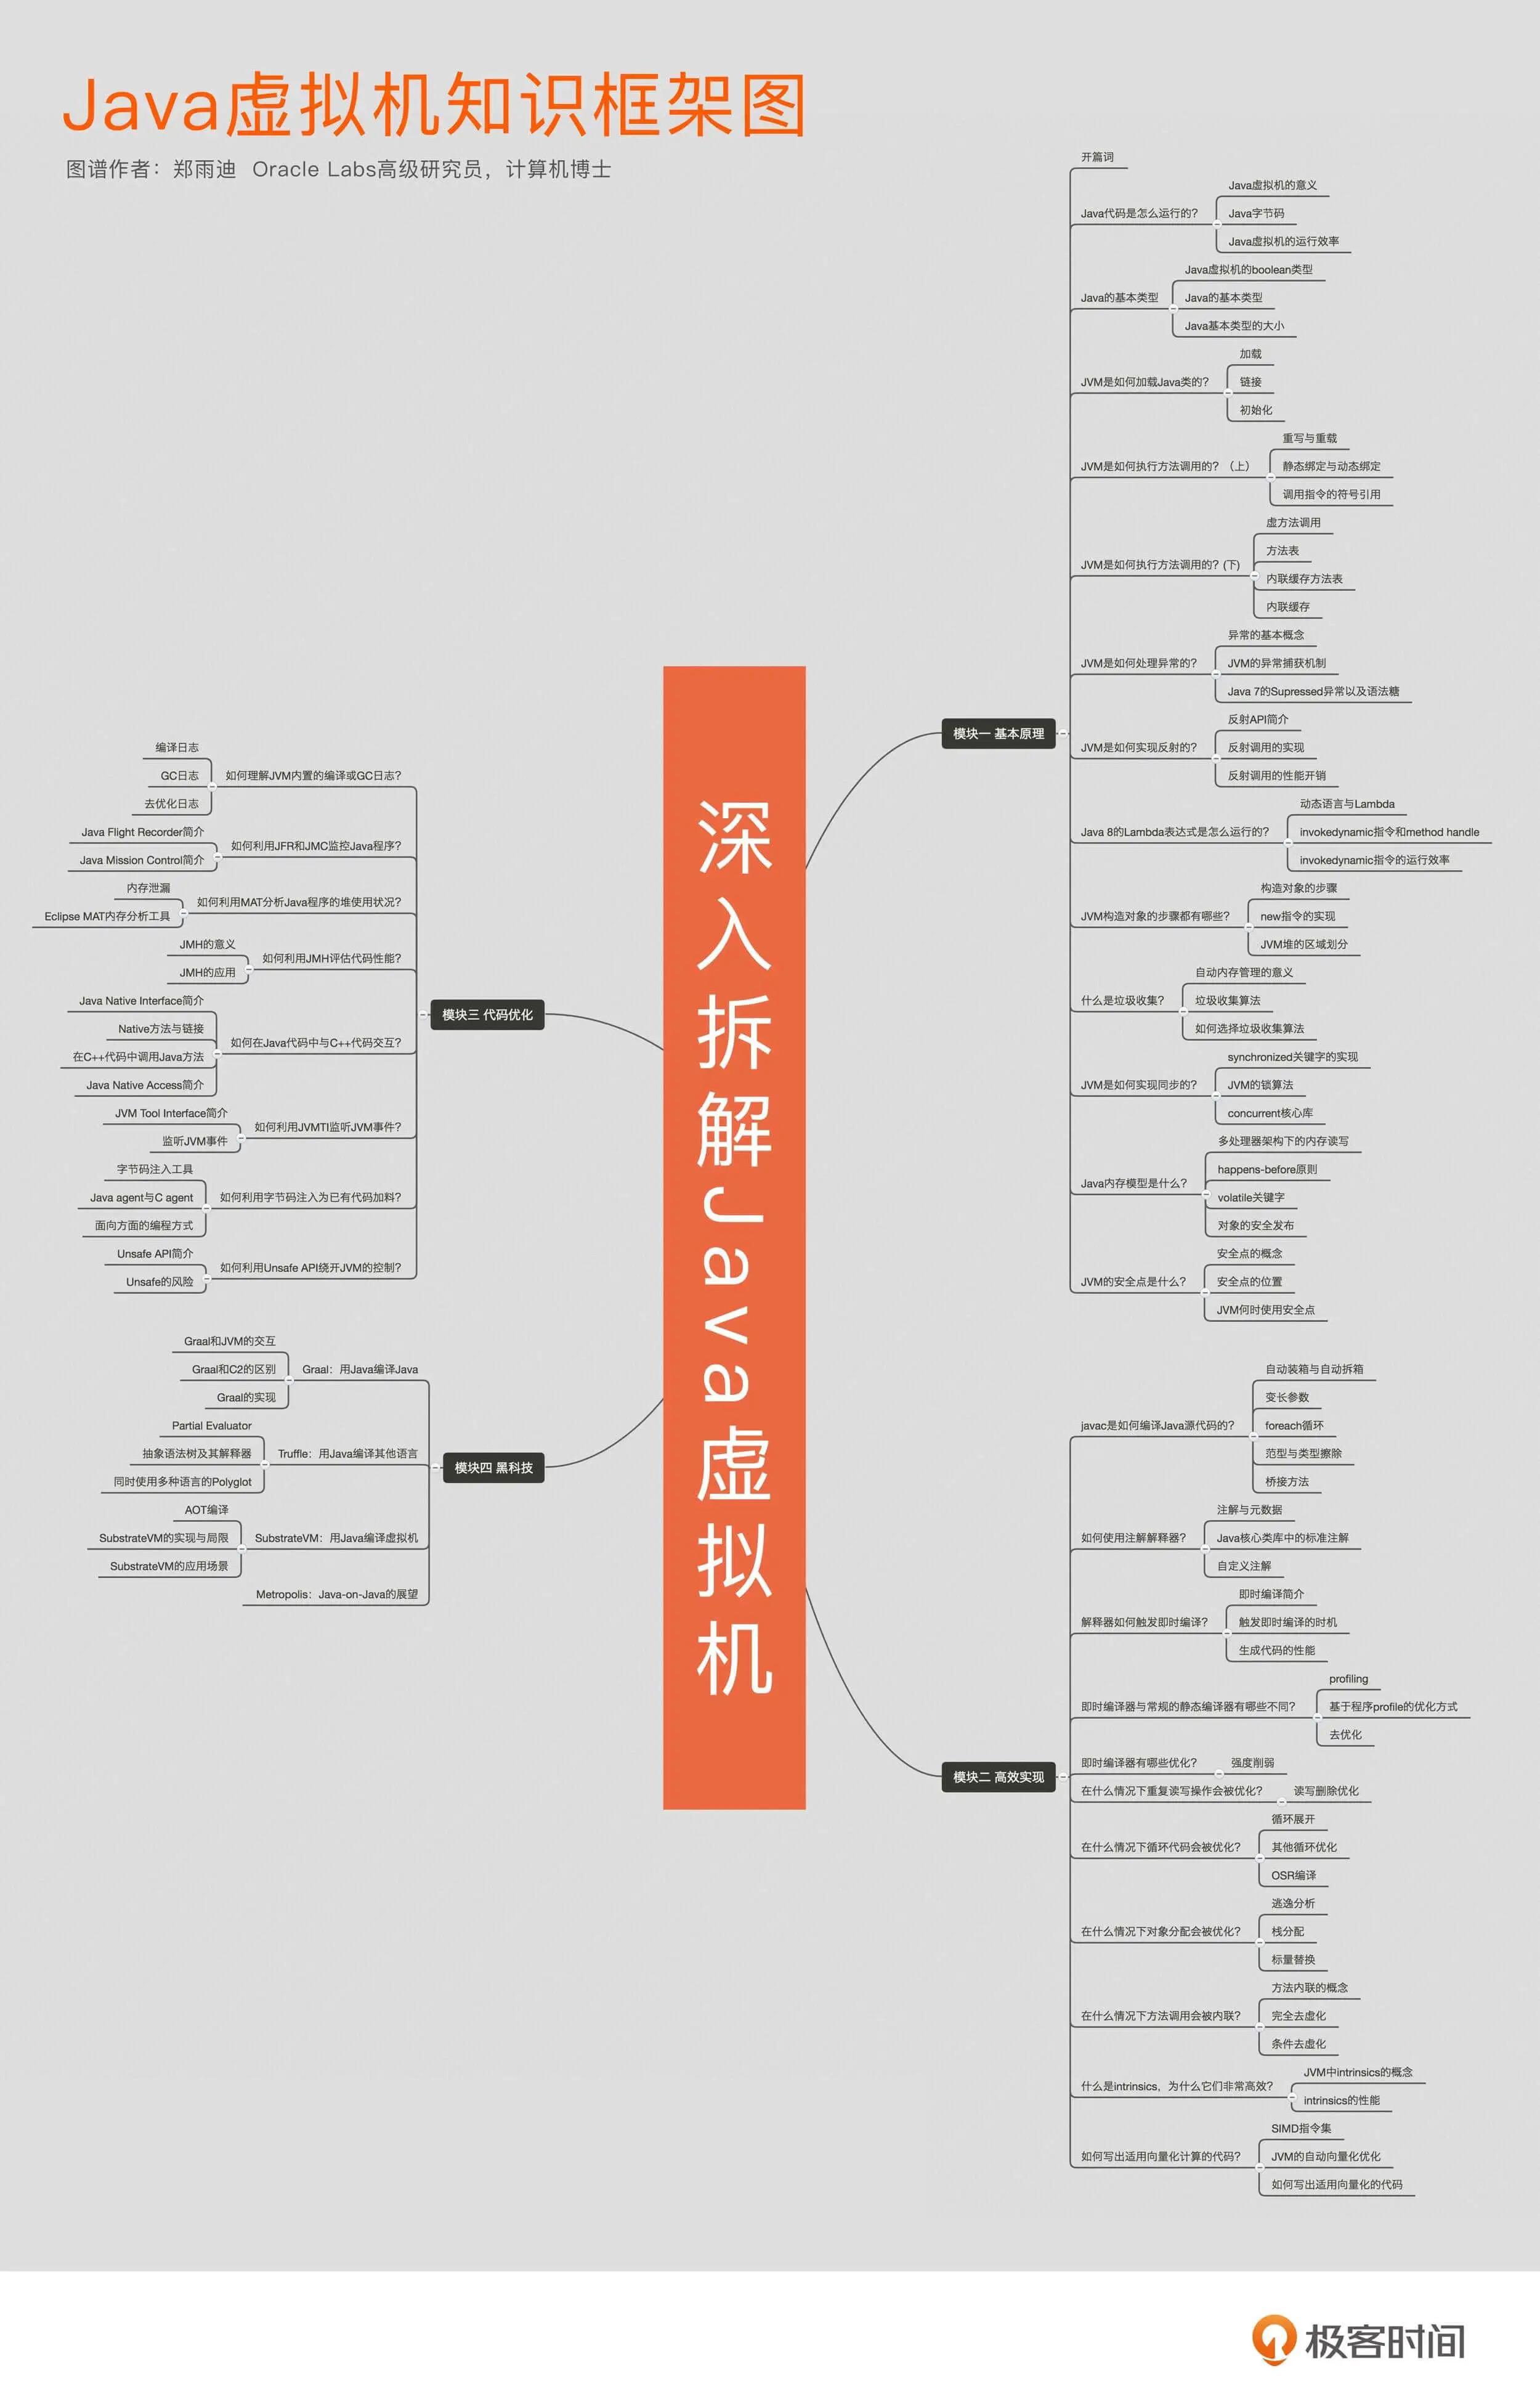 Java虚拟机知识框架图
图谱作者：郑雨迪 Oracle Labs高级研究员，计算机博士
深入拆解Java虚拟机
模块一 基本原理
开篇词
Java代码是怎么运行的？
Java虚拟机的意义
Java字节码
Java虚拟机的运行效率
Java的基本类型
Java虚拟机的boolean类型
Java的基本类型
Java基本类型的大小
JVM是如何加载Java类的？
加载
链接
初始化
JVM是如何执行方法调用的？（上）
重写与重载
静态绑定与动态绑定
调用指令的符号引用
JVM是如何执行方法调用的？(下)
虚方法调用
方法表
内联缓存方法表
内联缓存
JVM是如何处理异常的？
异常的基本概念
JVM的异常捕获机制
Java 7的Supressed异常以及语法糖
JVM是如何实现反射的？
反射API简介
反射调用的实现
反射调用的性能开销
Java 8的Lambda表达式是怎么运行的？
动态语言与Lambda
invokedynamic指令和method handle
invokedynamic指令的运行效率
JVM构造对象的步骤都有哪些？
构造对象的步骤
new指令的实现
JVM堆的区域划分
什么是垃圾收集？
自动内存管理的意义
垃圾收集算法
如何选择垃圾收集算法
JVM是如何实现同步的？
synchronized关键字的实现
JVM的锁算法
concurrent核心库
Java内存模型是什么？
多处理器架构下的内存读写
happens-before原则
volatile关键字
对象的安全发布
JVM的安全点是什么？
安全点的概念
安全点的位置
JVM何时使用安全点
模块二 高效实现
javac是如何编译Java源代码的？
自动装箱与自动拆箱
变长参数
foreach循环
范型与类型擦除
桥接方法
如何使用注解解释器？
注解与元数据
Java核心类库中的标准注解
自定义注解
解释器如何触发即时编译？
即时编译简介
触发即时编译的时机
生成代码的性能
即时编译器与常规的静态编译器有哪些不同？
profiling
基于程序profile的优化方式
去优化
即时编译器有哪些优化？
强度削弱
在什么情况下重复读写操作会被优化？
读写删除优化
在什么情况下循环代码会被优化？
循环展开
其他循环优化
OSR编译
在什么情况下对象分配会被优化？
逃逸分析
栈分配
标量替换
在什么情况下方法调用会被内联？
方法内联的概念
完全去虚化
条件去虚化
什么是intrinsics，为什么它们非常高效？
JVM中intrinsics的概念
intrinsics的性能
如何写出适用向量化计算的代码？
SIMD指令集
JVM的自动向量化优化
如何写出适用向量化的代码
模块三 代码优化
如何理解JVM内置的编译或GC日志？
编译日志
GC日志
去优化日志
如何利用JFR和JMC监控Java程序？
Java Flight Recorder简介
Java Mission Control简介
如何利用MAT分析Java程序的堆使用状况？
内存泄漏
Eclipse MAT内存分析工具
如何利用JMH评估代码性能？
JMH的意义
JMH的应用
如何在Java代码中与C++代码交互？
Java Native Interface简介
Native方法与链接
在C++代码中调用Java方法
Java Native Access简介
如何利用JVMTI监听JVM事件？
JVM Tool Interface简介
监听JVM事件
如何利用字节码注入为已有代码加料？
字节码注入工具
Java agent与C agent
面向方面的编程方式
如何利用Unsafe API绕开JVM的控制？
Unsafe API简介
Unsafe的风险
模块四 黑科技
Graal：用Java编译Java
Graal和JVM的交互
Graal和C2的区别
Graal的实现
Truffle：用Java编译其他语言
Partial Evaluator
抽象语法树及其解释器
同时使用多种语言的Polyglot
SubstrateVM：用Java编译虚拟机
AOT编译
SubstrateVM的实现与局限
SubstrateVM的应用场景
Metropolis：Java-on-Java的展望
极客时间